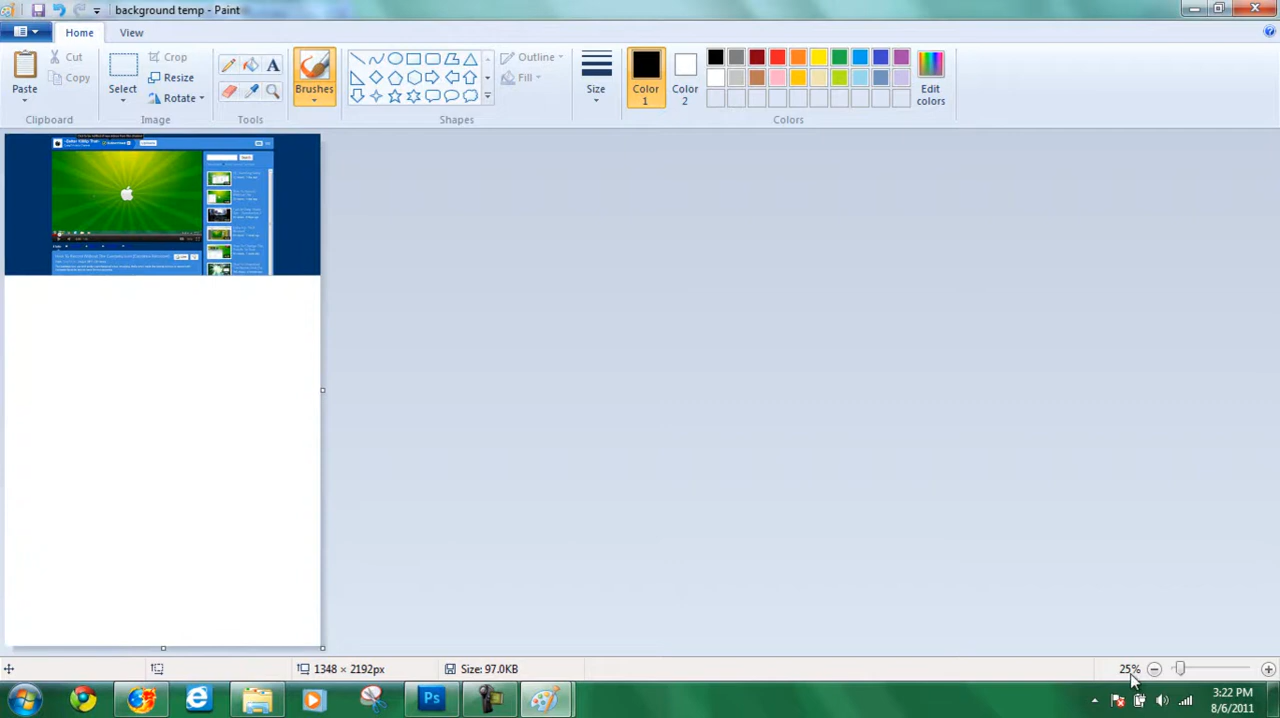 background temp - Paint
Home View
Paste
Cut
Copy
Clipboard
Select
Crop
Resize
Rotate
Image
A
Tools
Brushes
Outline
Fill
Shapes
Size
Color 1
Color 2
Edit colors
Colors
Search
1348 × 2192px
Size: 97.0KB
25%
Ps
3:22 PM
8/6/2011